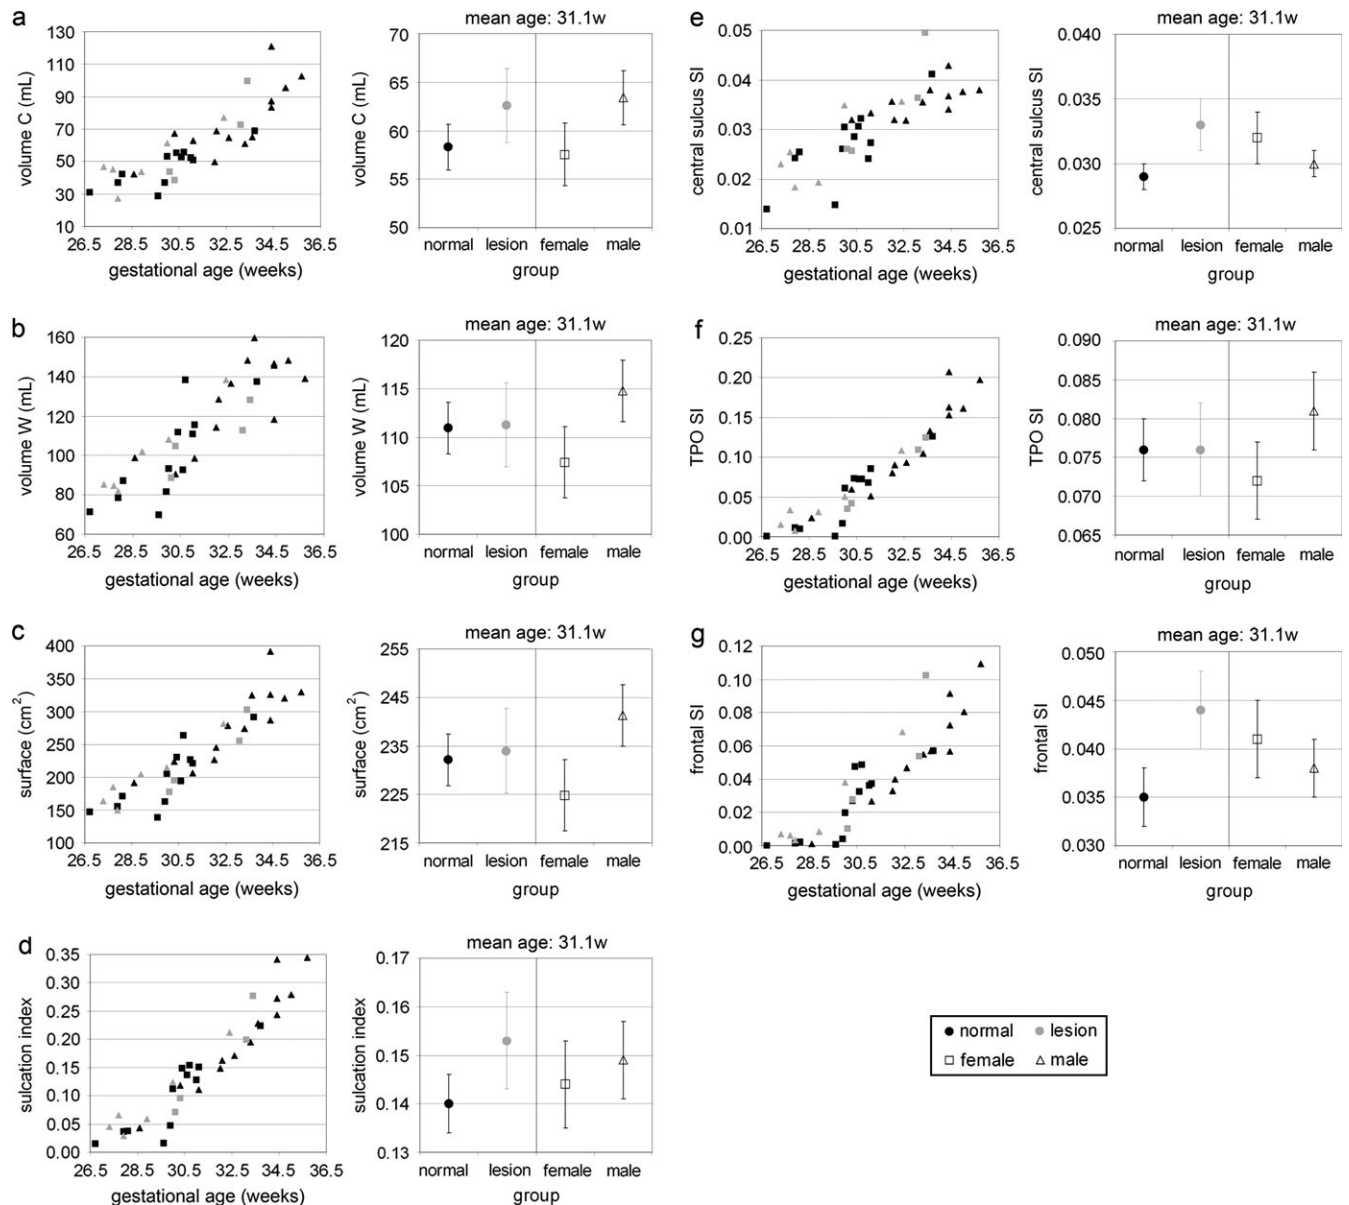 a
mean age: 31.1w
volume C (mL)
130
110
90
70
50
30
10
26.5 28.5 30.5 32.5 34.5 36.5
gestational age (weeks)
volume C (mL)
70
65
60
55
50
normal lesion female male
group
e
mean age: 31.1w
central sulcus SI
0.05
0.04
0.03
0.02
0.01
26.5 28.5 30.5 32.5 34.5 36.5
gestational age (weeks)
central sulcus SI
0.040
0.035
0.030
0.025
normal lesion female male
group
b
mean age: 31.1w
volume W (mL)
160
140
120
100
80
60
26.5 28.5 30.5 32.5 34.5 36.5
gestational age (weeks)
volume W (mL)
120
115
110
105
100
normal lesion female male
group
f
mean age: 31.1w
TPO SI
0.25
0.20
0.15
0.10
0.05
0.00
26.5 28.5 30.5 32.5 34.5 36.5
gestational age (weeks)
TPO SI
0.090
0.085
0.080
0.075
0.070
0.065
normal lesion female male
group
c
mean age: 31.1w
surface (cm²)
400
350
300
250
200
150
100
26.5 28.5 30.5 32.5 34.5 36.5
gestational age (weeks)
surface (cm²)
255
245
235
225
215
normal lesion female male
group
g
mean age: 31.1w
frontal SI
0.12
0.10
0.08
0.06
0.04
0.02
0.00
26.5 28.5 30.5 32.5 34.5 36.5
gestational age (weeks)
frontal SI
0.050
0.045
0.040
0.035
0.030
normal lesion female male
group
d
mean age: 31.1w
sulcation index
0.35
0.30
0.25
0.20
0.15
0.10
0.05
0.00
26.5 28.5 30.5 32.5 34.5 36.5
gestational age (weeks)
sulcation index
0.17
0.16
0.15
0.14
0.13
normal lesion female male
group
normal lesion
female male